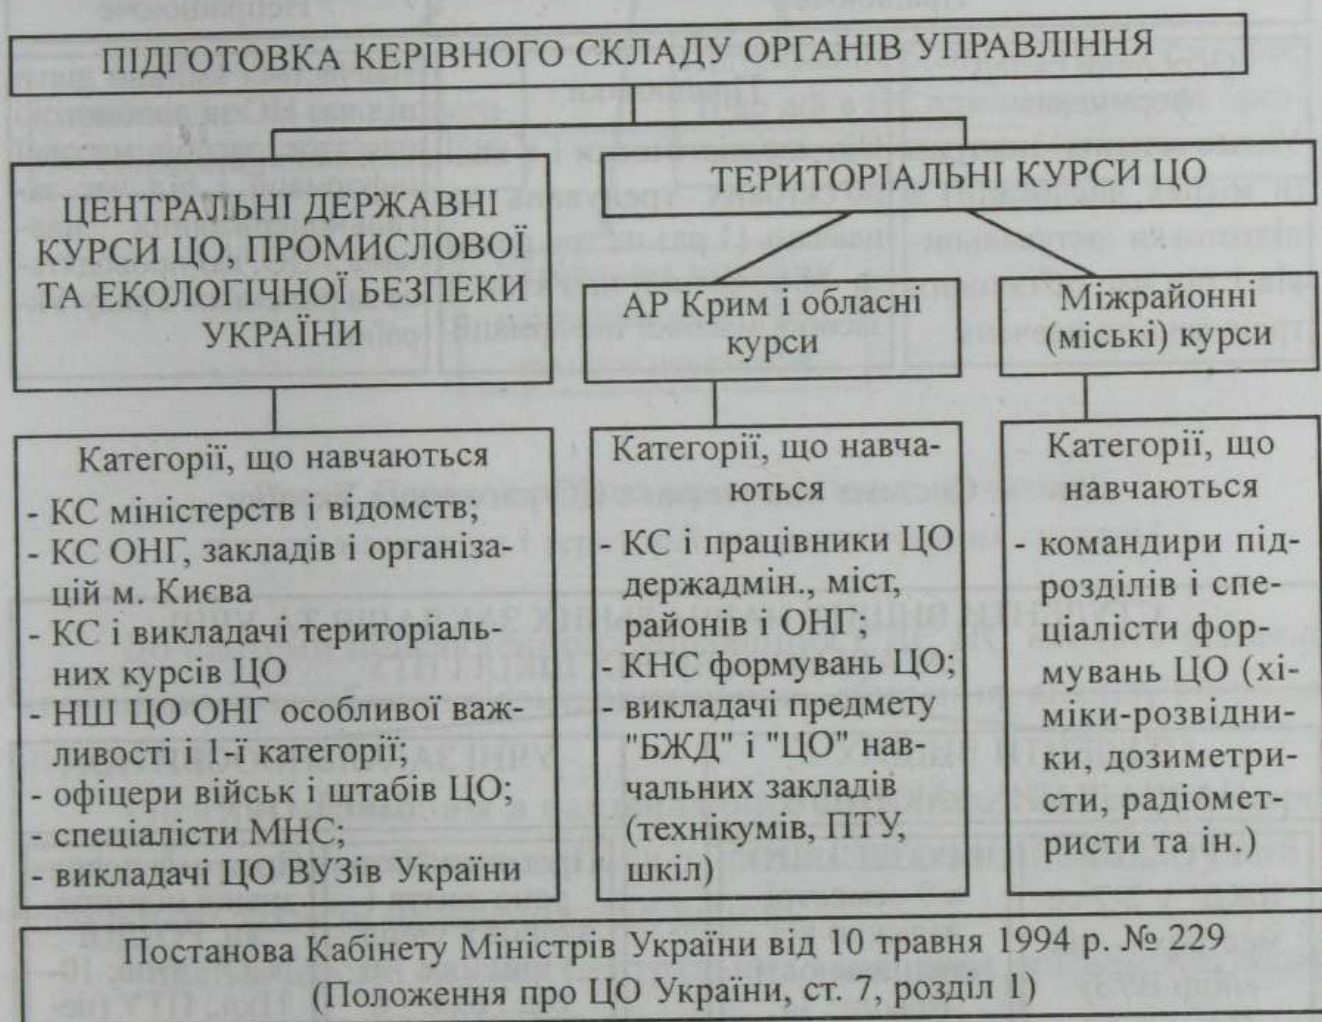 ПІДГОТОВКА КЕРІВНОГО СКЛАДУ ОРГАНІВ УПРАВЛІННЯ
ЦЕНТРАЛЬНІ ДЕРЖАВНІ
КУРСИ ЦО, ПРОМИСЛОВОЇ
ТА ЕКОЛОГІЧНОЇ БЕЗПЕКИ
УКРАЇНИ
ТЕРИТОРІАЛЬНІ КУРСИ ЦО
АР Крим і обласні
курси
Міжрайонні
(міські) курси
Категорії, що навчаються
- КС міністерств і відомств;
- КС ОНГ, закладів і організа-
цій м. Києва
- КС і викладачі територіаль-
них курсів ЦО
- НШ ЦО ОНГ особливої важ-
ливості і 1-ї категорії;
- офіцери військ і штабів ЦО;
- спеціалісти МНС;
- викладачі ЦО ВУЗів України
Категорії, що навча-
ються
- КС і працівники ЦО
держадмін., міст,
районів і ОНГ;
- КНС формувань ЦО;
- викладачі предмету
"БЖД" і "ЦО" нав-
чальних закладів
(технікумів, ПТУ,
шкіл)
Категорії, що
навчаються
- командири під-
розділів і спе-
ціалісти фор-
мувань ЦО (хі-
міки-розвідни-
ки, дозиметри-
сти, радіомет-
ристи та ін.)
Постанова Кабінету Міністрів України від 10 травня 1994 р. № 229
(Положення про ЦО України, ст. 7, розділ 1)